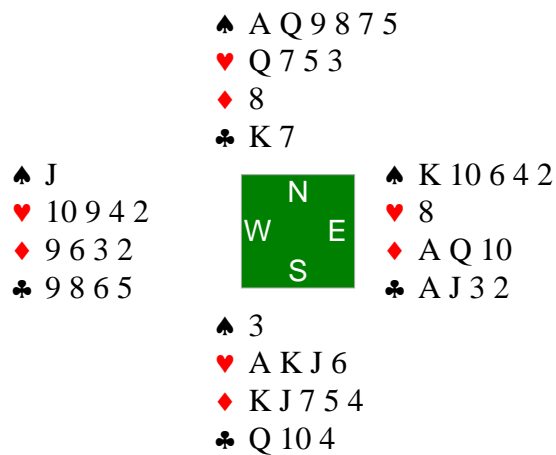 ♠ A Q 9 8 7 5
♥ Q 7 5 3
♦ 8
♣ K 7
♠ J
♥ 10 9 4 2
♦ 9 6 3 2
♣ 9 8 6 5
N
W E
S
♠ K 10 6 4 2
♥ 8
♦ A Q 10
♣ A J 3 2
♠ 3
♥ A K J 6
♦ K J 7 5 4
♣ Q 10 4